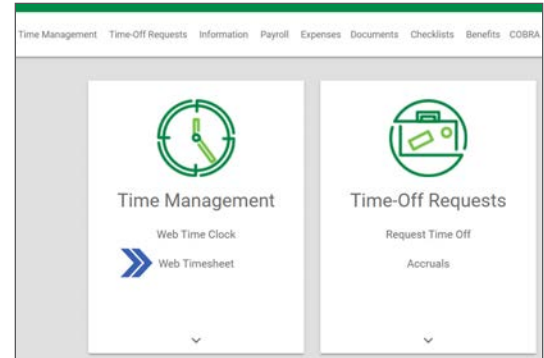 Time Management Time-Off Requests Information Payroll Expenses Documents Checklists Benefits COBRA
Time Management
Web Time Clock
Web Timesheet
Time-Off Requests
Request Time Off
Accruals